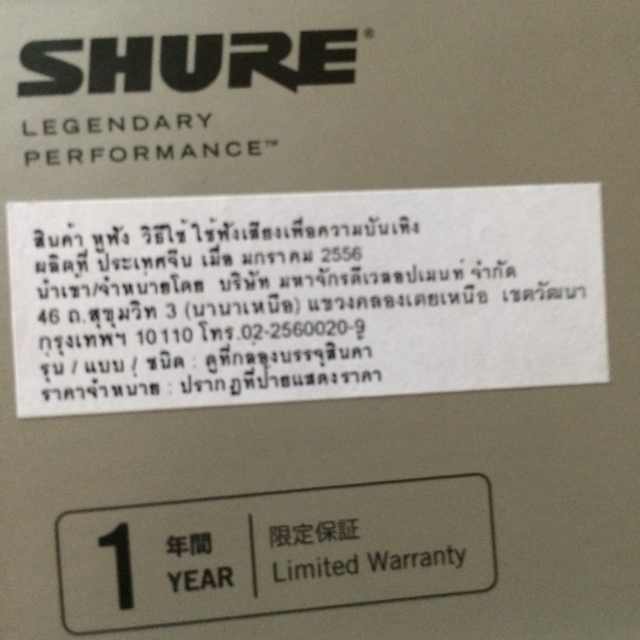 SHURE®
LEGENDARY
PERFORMANCE™
สินค้า หูฟัง วิธีใช้ ใช้ฟังเสียงเพื่อความบันเทิง
ผลิตที่ ประเทศจีน เมื่อ มกราคม 2556
นำเข้า/จำหน่ายโดย บริษัท มหาจักรดีเวลลอปเมนท์ จำกัด
46 ถ.สุขุมวิท 3 (นานาเหนือ) แขวงคลองเตยเหนือ เขตวัฒนา
กรุงเทพฯ 10110 โทร.02-2560020-9
รุ่น / แบบ / ชนิด : ดูที่กล่องบรรจุสินค้า
ราคาจำหน่าย : ปรากฏที่ป้ายแสดงราคา
1 年間 YEAR
限定保証
Limited Warranty